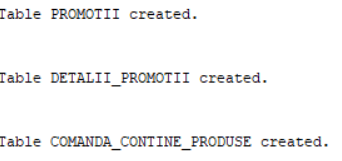 Table PROMOTII created.
Table DETALII_PROMOTII created.
Table COMANDA_CONTINE_PRODUSE created.